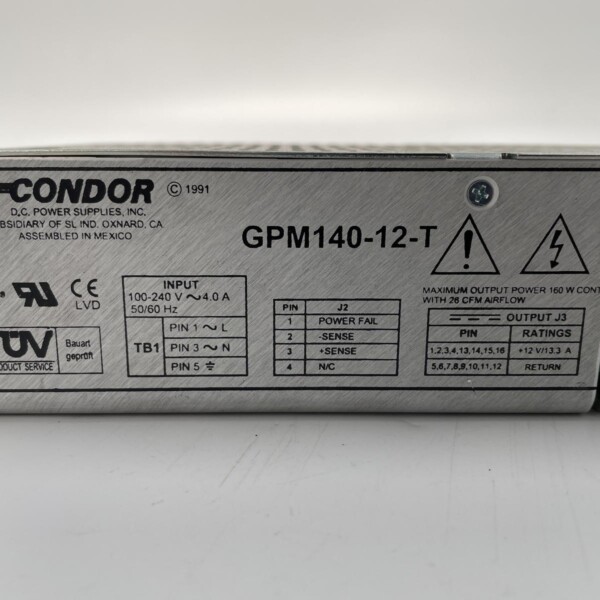 CONDOR © 1991
D.C. POWER SUPPLIES, INC.
BSIDIARY OF SL IND. OXNARD, CA
ASSEMBLED IN MEXICO
GPM140-12-T
CE
LVD
TÜV
PRODUCT SERVICE
Bauart
geprüft
INPUT
100-240 V ~ 4.0 A
50/60 Hz
TB1
PIN 1 ~ L
PIN 3 ~ N
PIN 5 ⏚
PIN J2
1 POWER FAIL
2 -SENSE
3 +SENSE
4 N/C
MAXIMUM OUTPUT POWER 160 W CONT
WITH 26 CFM AIRFLOW
OUTPUT J3
PIN RATINGS
1,2,3,4,13,14,15,16 +12 V/13.3 A
5,6,7,8,9,10,11,12 RETURN